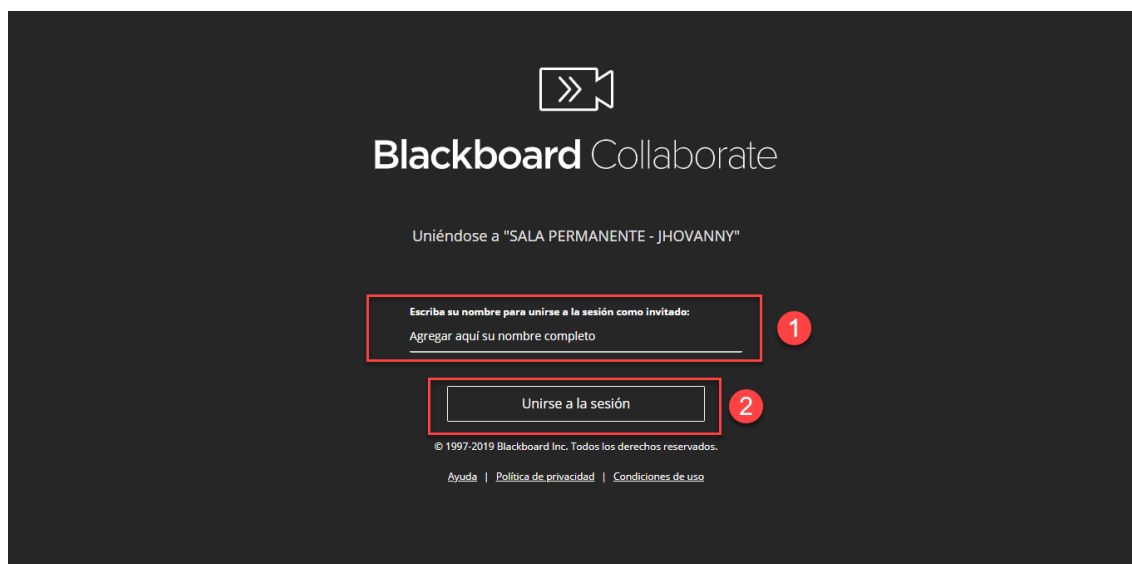 Blackboard Collaborate
Uniéndose a "SALA PERMANENTE - JHOVANNY"
Escriba su nombre para unirse a la sesión como invitado:
Agregar aquí su nombre completo
1
Unirse a la sesión
2
© 1997-2019 Blackboard Inc. Todos los derechos reservados.
Ayuda | Política de privacidad | Condiciones de uso